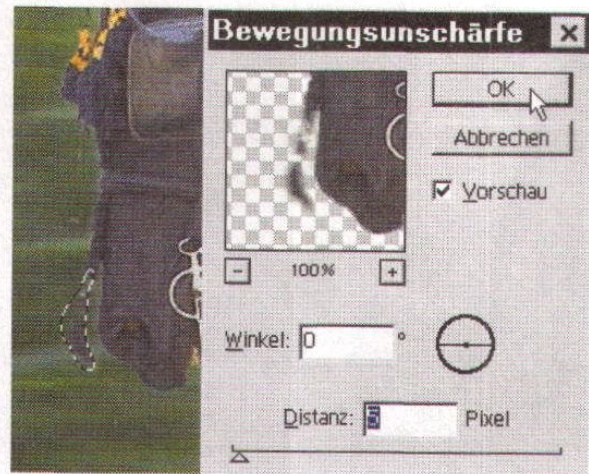 Bewegungsunschärfe
OK
Abbrechen
Vorschau
100%
Winkel: 0 °
Distanz: Pixel